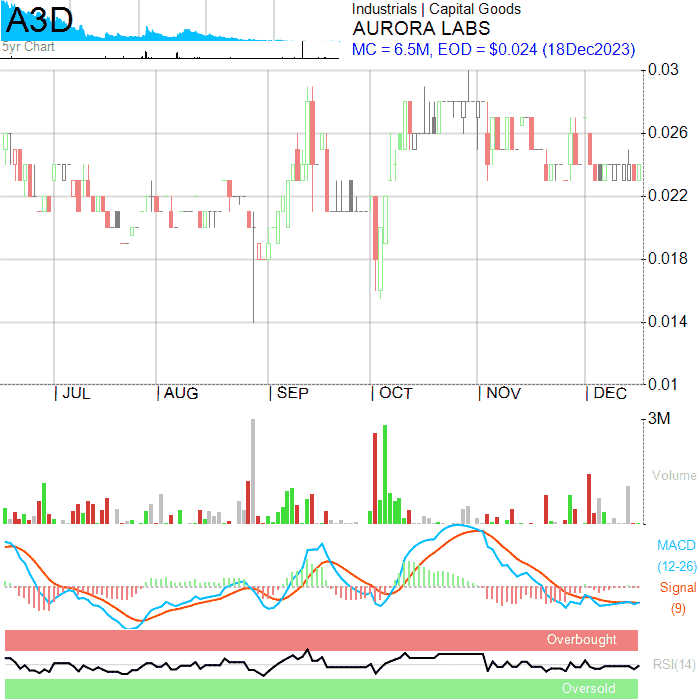 A3D
5yr Chart
Industrials | Capital Goods
AURORA LABS
MC = 6.5M, EOD = $0.024 (18Dec2023)
0.03
0.026
0.022
0.018
0.014
0.01
| JUL | AUG | SEP | OCT | NOV | DEC
3M
Volume
MACD
(12-26)
Signal
(9)
Overbought
RSI(14)
Oversold